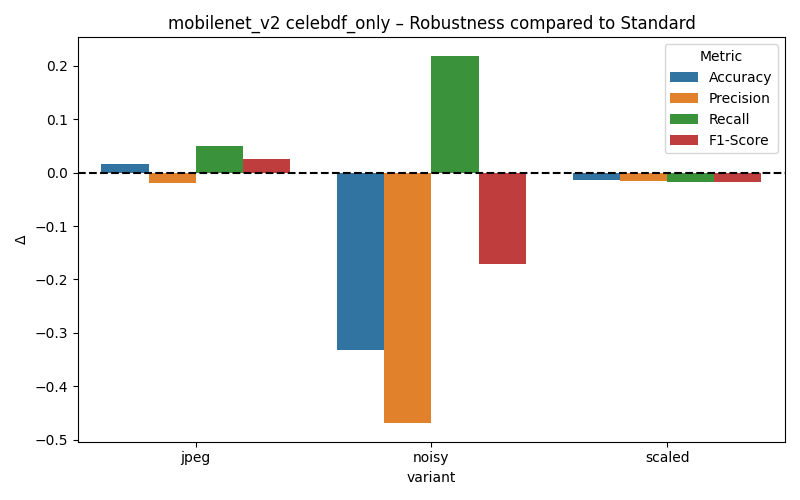 mobilenet_v2 celebdf_only – Robustness compared to Standard
Metric
Accuracy
Precision
Recall
F1-Score
0.2
0.1
0.0
−0.1
−0.2
−0.3
−0.4
−0.5
Δ
jpeg
noisy
scaled
variant